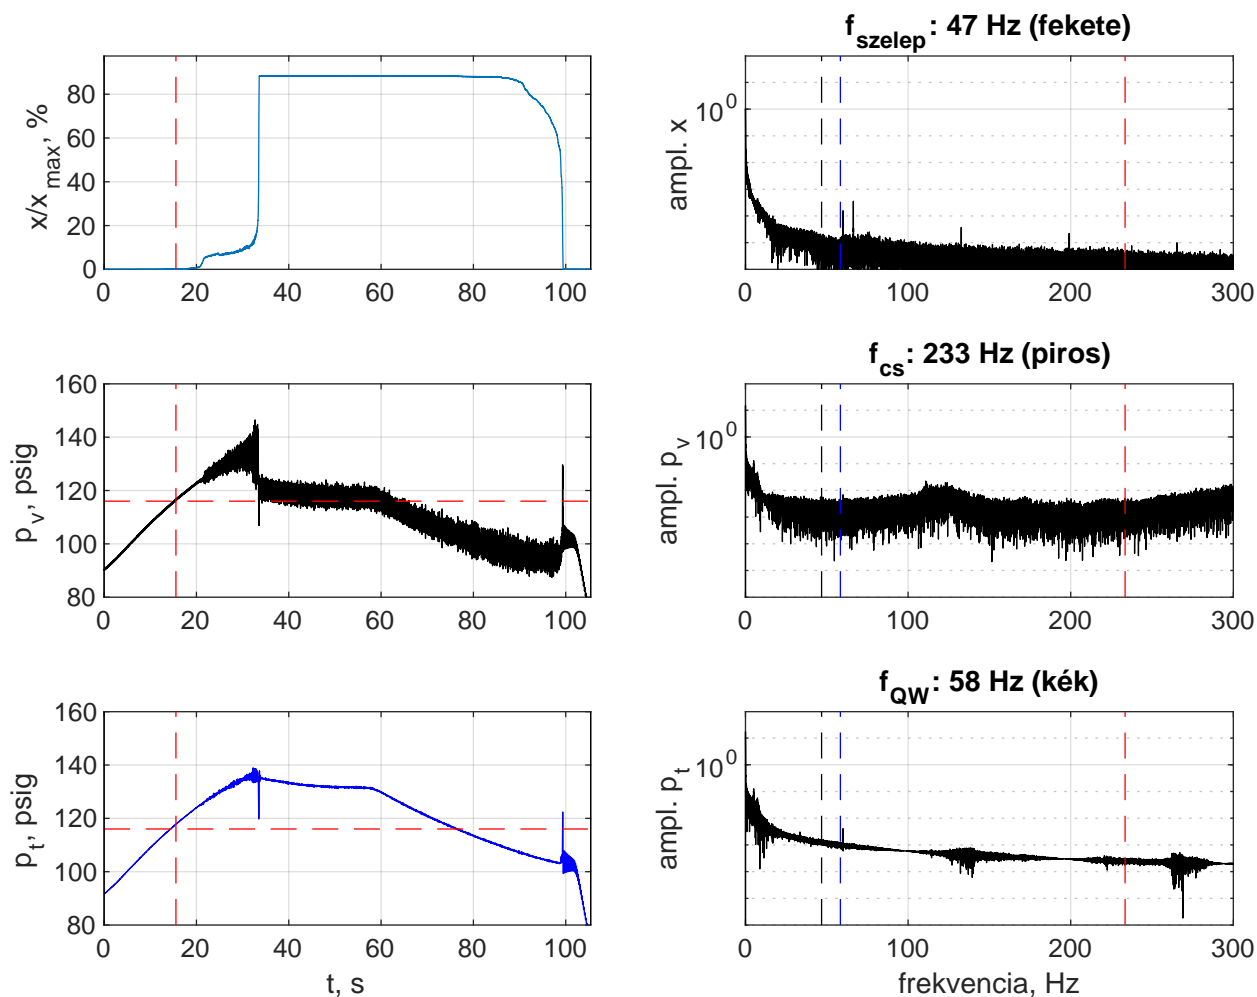 f_szelep: 47 Hz (fekete)
x/x_max, %
80
60
40
20
0
0 20 40 60 80 100
ampl. x
10^0
0 100 200 300
f_cs: 233 Hz (piros)
p_v, psig
160
140
120
100
80
0 20 40 60 80 100
ampl. p_v
10^0
0 100 200 300
f_QW: 58 Hz (kék)
p_t, psig
160
140
120
100
80
0 20 40 60 80 100
t, s
ampl. p_t
10^0
0 100 200 300
frekvencia, Hz